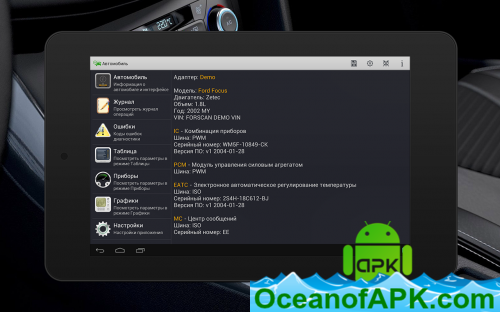 22.0°
Автомобиль
Автомобиль
Информация о
автомобиле и интерфейсе
Журнал
Просмотреть журнал
операций
Ошибки
Коды ошибок
диагностики
Таблица
Посмотреть параметры в
режиме Таблицы
Приборы
Посмотреть параметры в
режиме Приборы
Графики
Посмотреть параметры в
режиме Графики
Настройки
Настройки приложения
Адаптер: Demo
Модель: Ford Focus
Двигатель: Zetec
Объем: 1.8L
Год: 2002 MY
VIN: FORSCAN DEMO VIN
IC - Комбинация приборов
Шина: PWM
Серийный номер: WM5F-10849-CK
Версия ПО: v1 2004-01-28
PCM - Модуль управления силовым агрегатом
Шина: PWM
EATC - Электронное автоматическое регулирование температуры
Шина: ISO
Серийный номер: 2S4H-18C612-BJ
Версия ПО: v1 2004-01-28
MC - Центр сообщений
Шина: ISO
Серийный номер: EE
APK
OceanofAPK.com